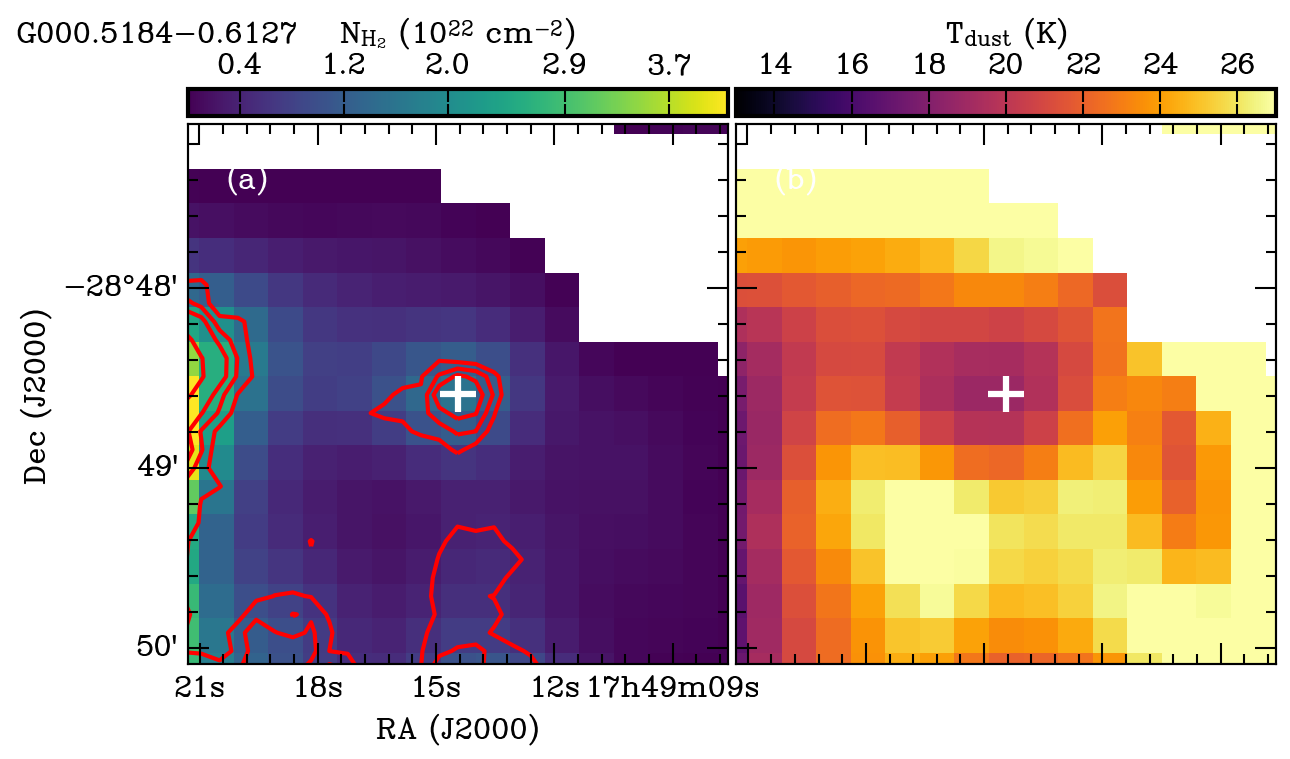 G000.5184−0.6127 N_H₂ (10²² cm⁻²) T_dust (K)
0.4 1.2 2.0 2.9 3.7 14 16 18 20 22 24 26
(a) (b)
−28°48'
49'
50'
Dec (J2000)
21s 18s 15s 12s 17h49m09s
RA (J2000)